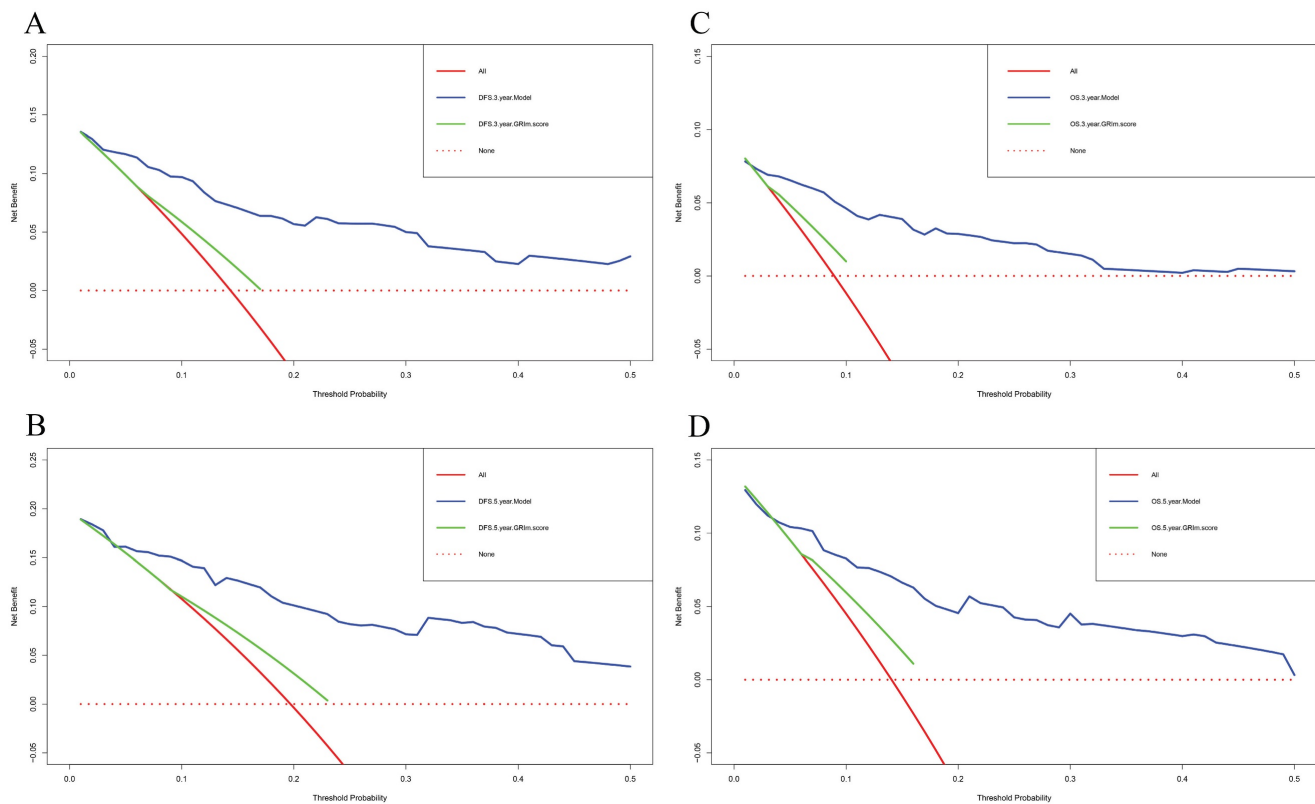 A
0.20
0.15
0.10
0.05
0.00
−0.05
Net Benefit
All
DFS.3.year.Model
DFS.3.year.GRIm.score
None
0.0 0.1 0.2 0.3 0.4 0.5
Threshold Probability
C
0.15
0.10
0.05
0.00
−0.05
Net Benefit
All
OS.3.year.Model
OS.3.year.GRIm.score
None
0.0 0.1 0.2 0.3 0.4 0.5
Threshold Probability
B
0.25
0.20
0.15
0.10
0.05
0.00
−0.05
Net Benefit
All
DFS.5.year.Model
DFS.5.year.GRIm.score
None
0.0 0.1 0.2 0.3 0.4 0.5
Threshold Probability
D
0.15
0.10
0.05
0.00
−0.05
Net Benefit
All
OS.5.year.Model
OS.5.year.GRIm.score
None
0.0 0.1 0.2 0.3 0.4 0.5
Threshold Probability